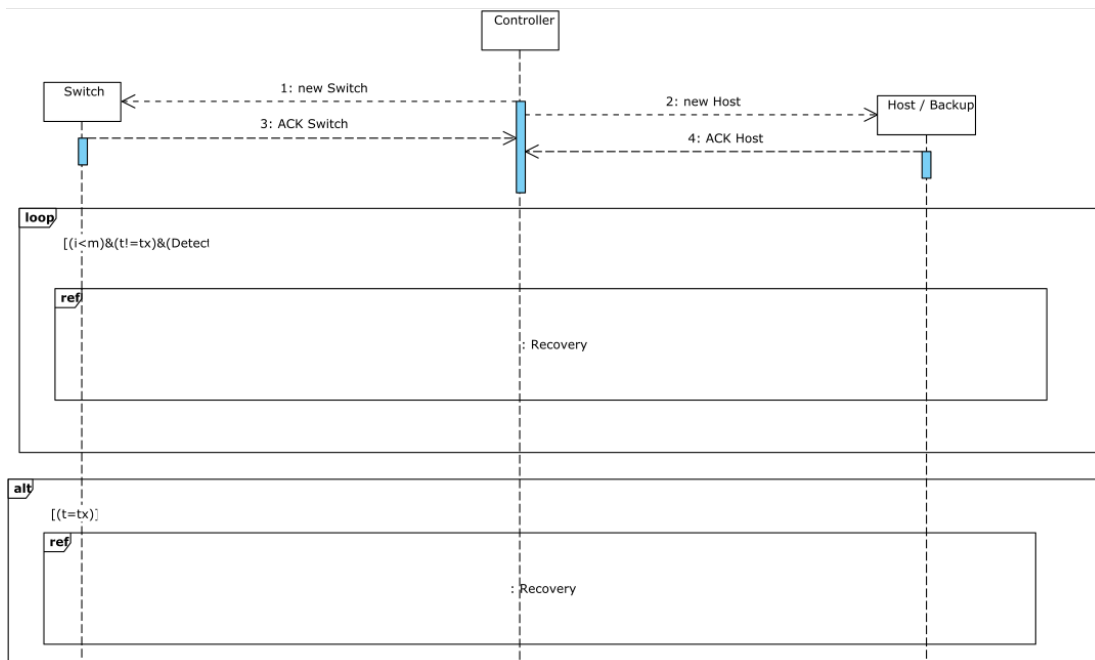 Controller
Switch
1: new Switch
2: new Host
Host / Backup
3: ACK Switch
4: ACK Host
loop
[(i<m)&(t!=tx)&(Detect
ref
: Recovery
alt
[(t=tx)]
ref
: Recovery